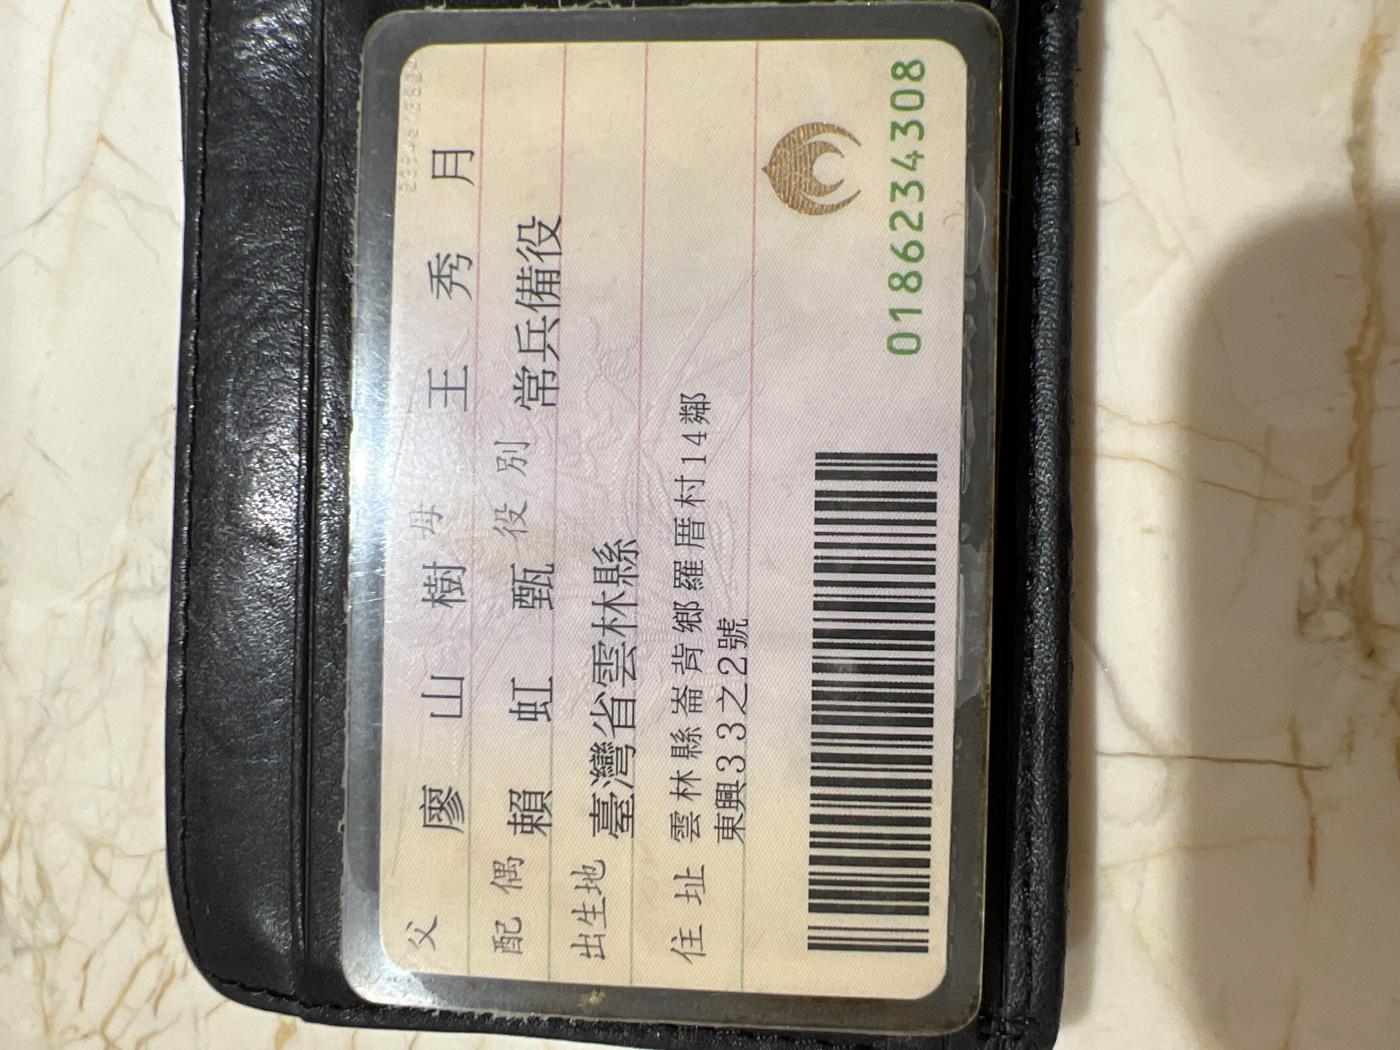 父 廖山樹 母 王秀月
配偶 賴虹甄 役別 常兵備役
出生地 臺灣省雲林縣
住址 雲林縣崙背鄉羅厝村14鄰
東興33之2號
0186234308